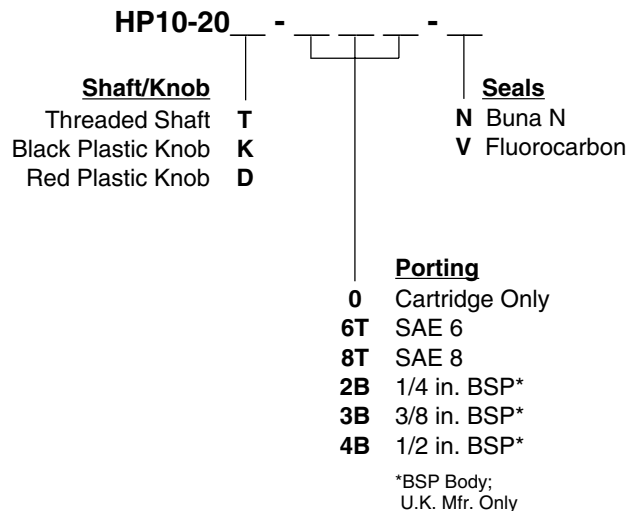 HP10-20__ - __ __ __ - __
Shaft/Knob
Threaded Shaft T
Black Plastic Knob K
Red Plastic Knob D
Seals
N Buna N
V Fluorocarbon
Porting
0 Cartridge Only
6T SAE 6
8T SAE 8
2B 1/4 in. BSP*
3B 3/8 in. BSP*
4B 1/2 in. BSP*
*BSP Body;
U.K. Mfr. Only